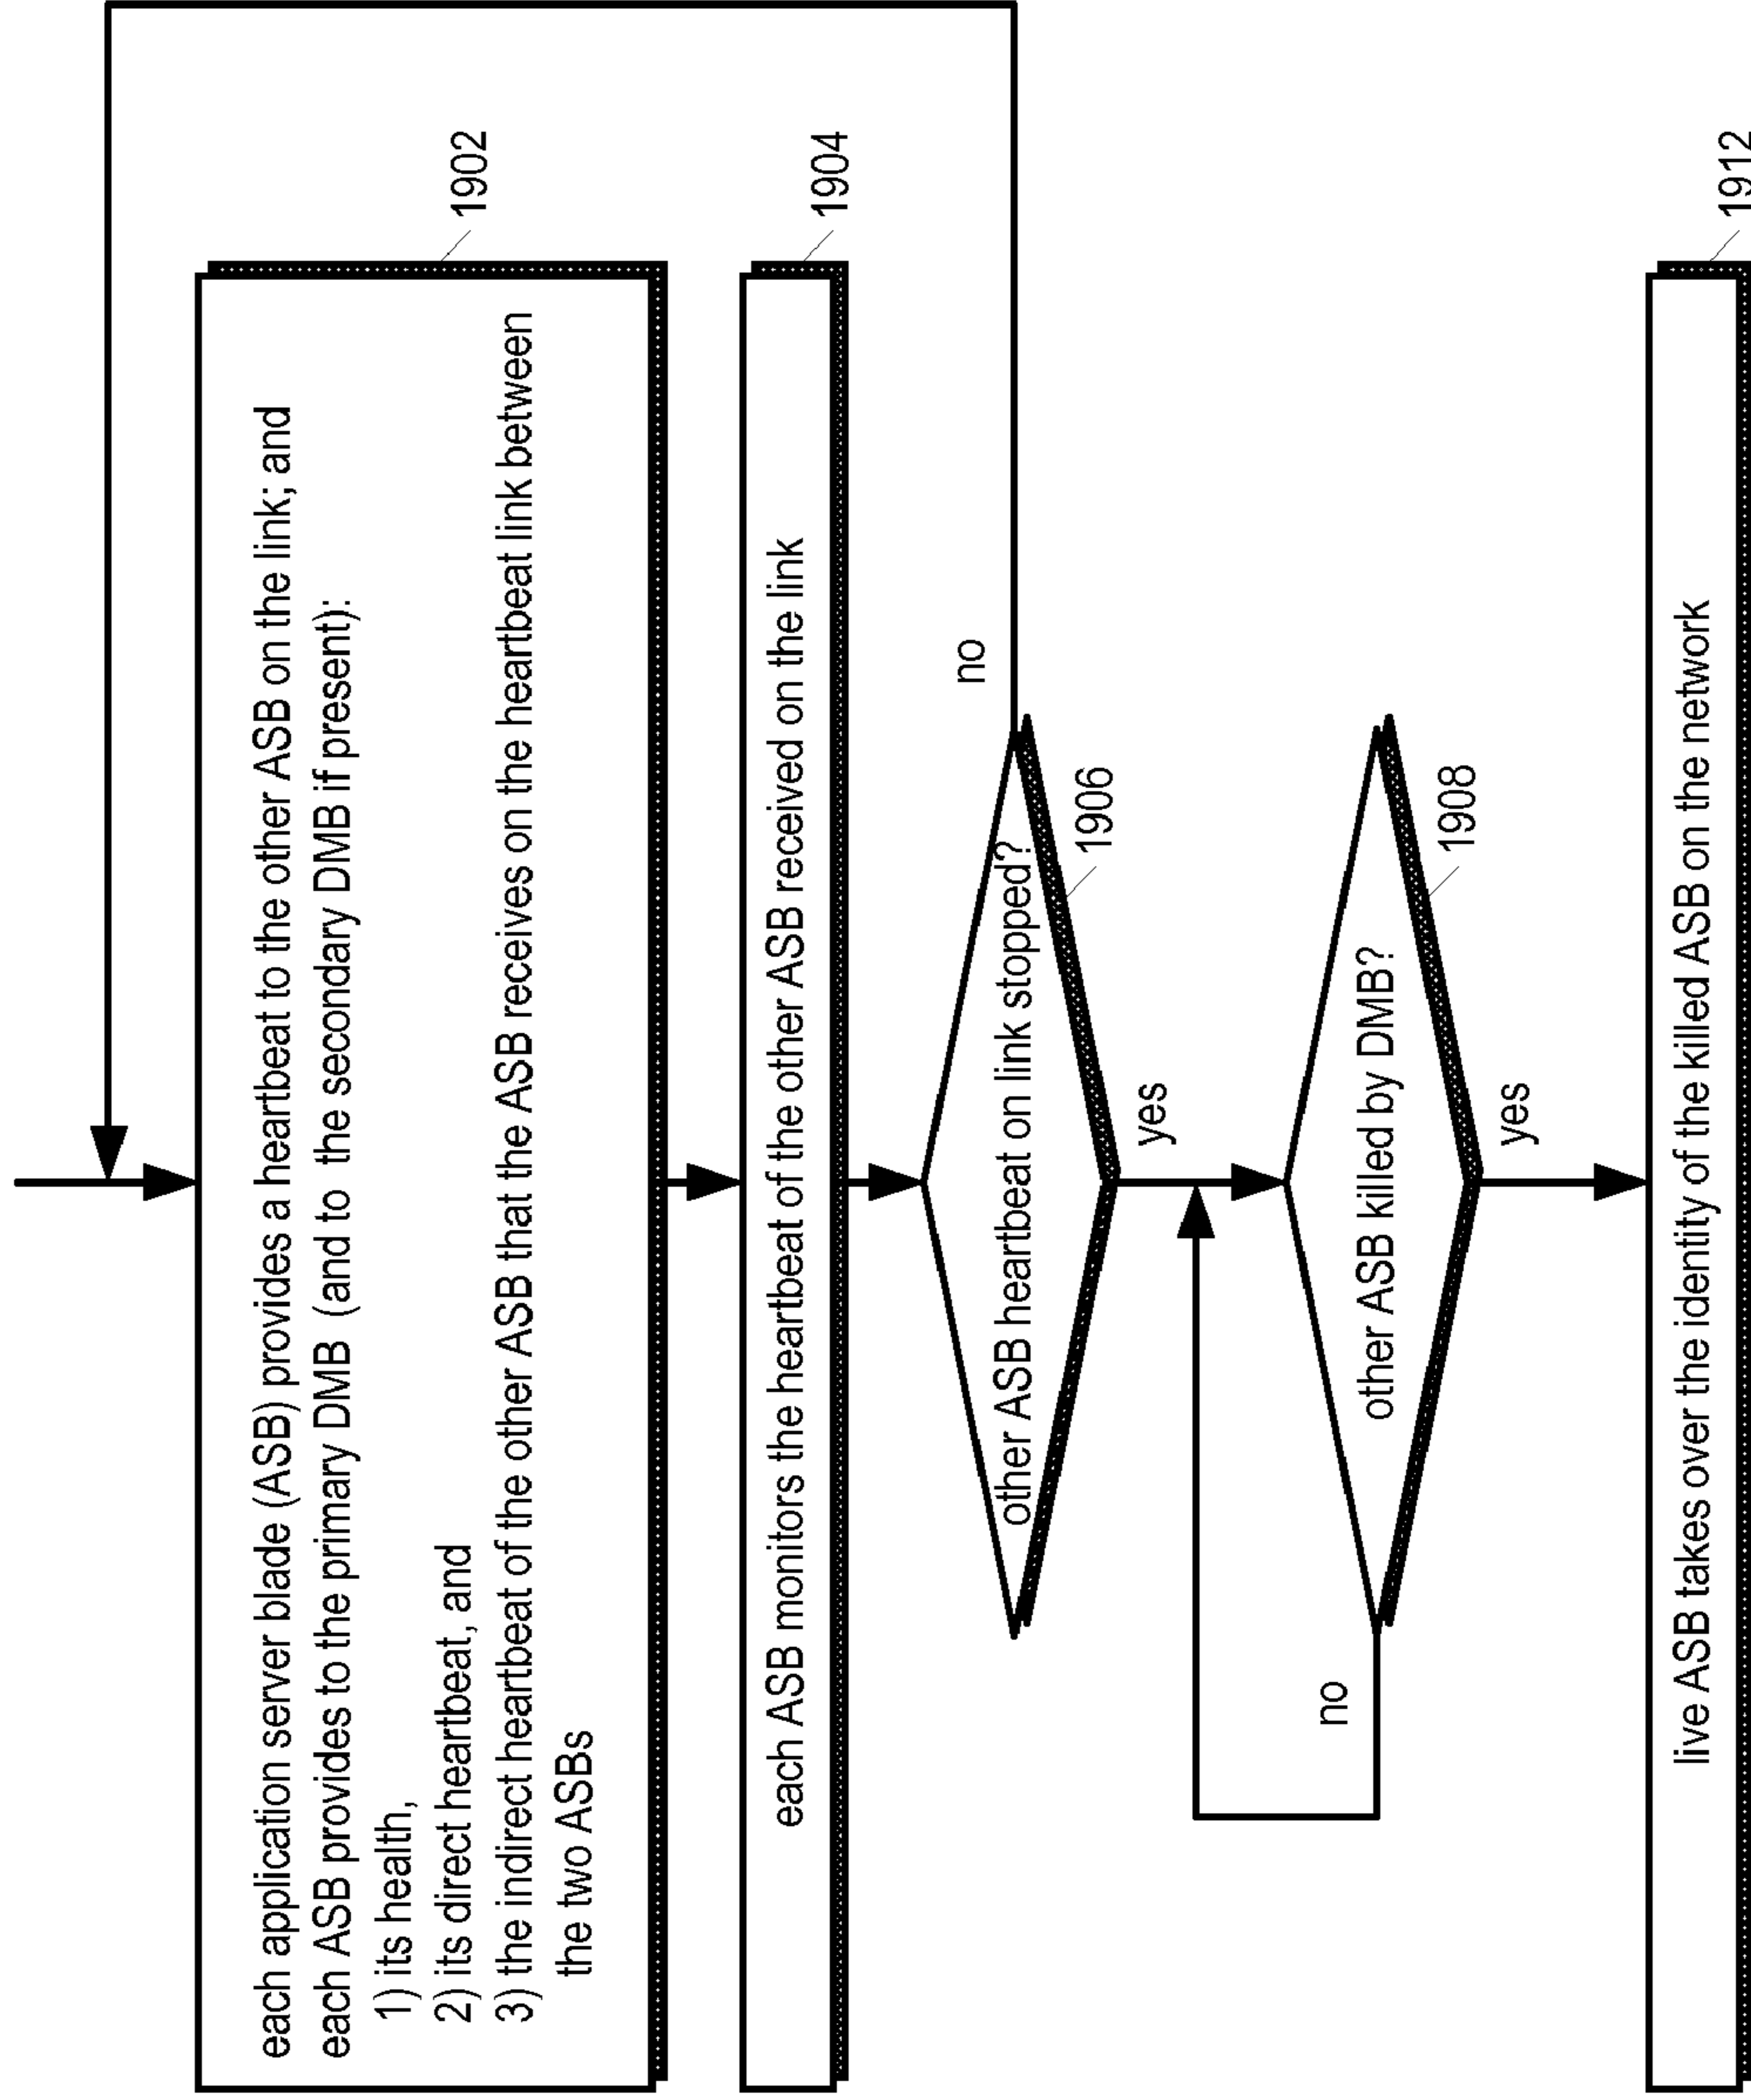 each application server blade (ASB) provides a heartbeat to the other ASB on the link; and
each ASB provides to the primary DMB (and to the secondary DMB if present):
1) its health,
2) its direct heartbeat, and
3) the indirect heartbeat of the other ASB that the ASB receives on the heartbeat link between
the two ASBs
1902
each ASB monitors the heartbeat of the other ASB received on the link
1904
other ASB heartbeat on link stopped?
1906
no
yes
other ASB killed by DMB?
1908
no
yes
live ASB takes over the identity of the killed ASB on the network
1912